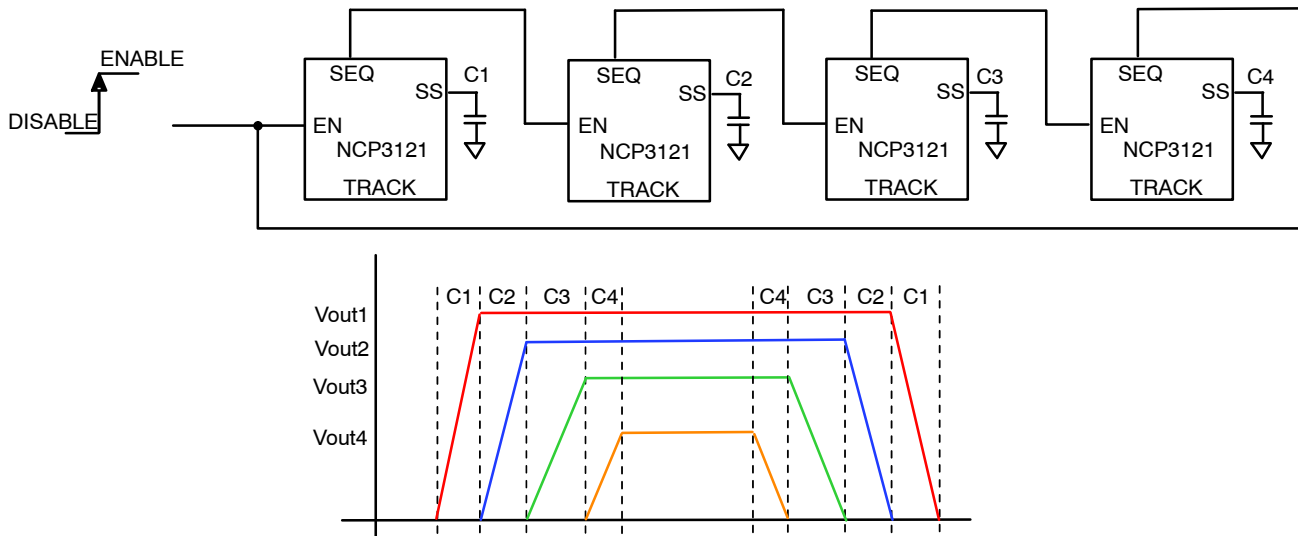 ENABLE
DISABLE
SEQ
C1
SS
EN
NCP3121
TRACK
SEQ
C2
SS
EN
NCP3121
TRACK
SEQ
C3
SS
EN
NCP3121
TRACK
SEQ
C4
SS
EN
NCP3121
TRACK
C1 C2 C3 C4 C4 C3 C2 C1
Vout1
Vout2
Vout3
Vout4